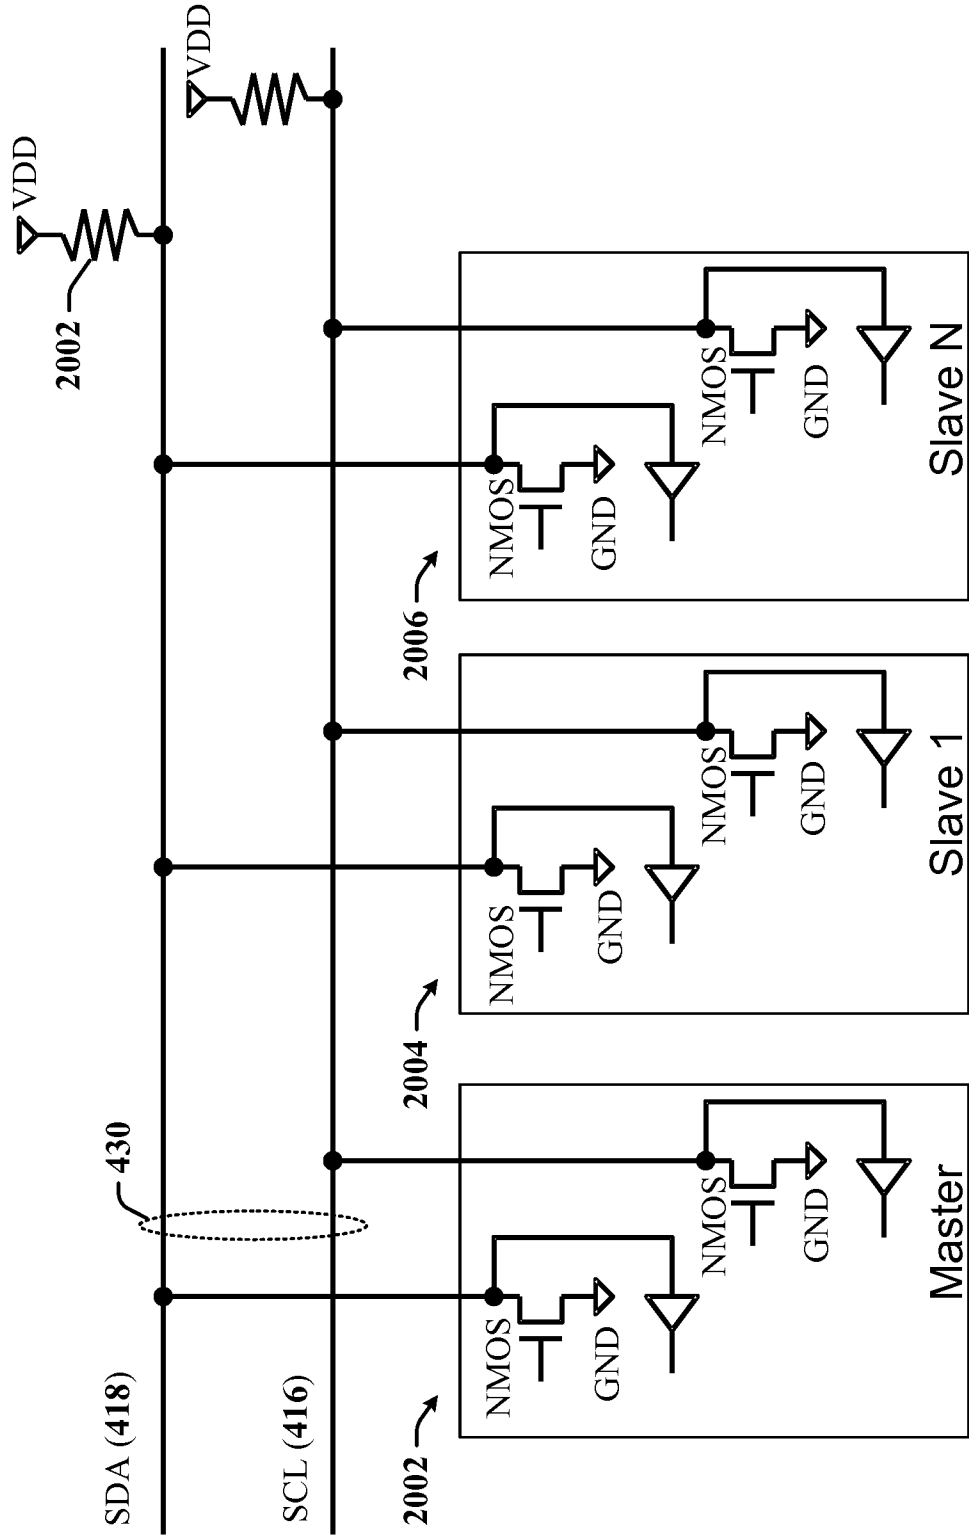 SDA (418)
430
2002
VDD
SCL (416)
VDD
2002
2004
2006
NMOS
GND
NMOS
GND
Master
NMOS
GND
NMOS
GND
Slave 1
NMOS
GND
NMOS
GND
Slave N